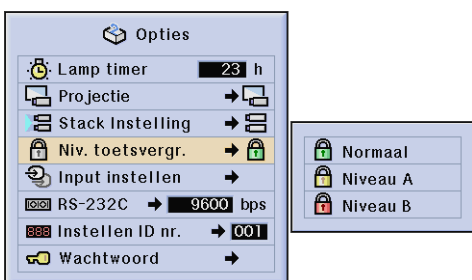 Opties
Lamp timer 23 h
Projectie
Stack Instelling
Niv. toetsvergr.
Input instellen
RS-232C 9600 bps
888 Instellen ID nr. 001
Wachtwoord
Normaal
Niveau A
Niveau B